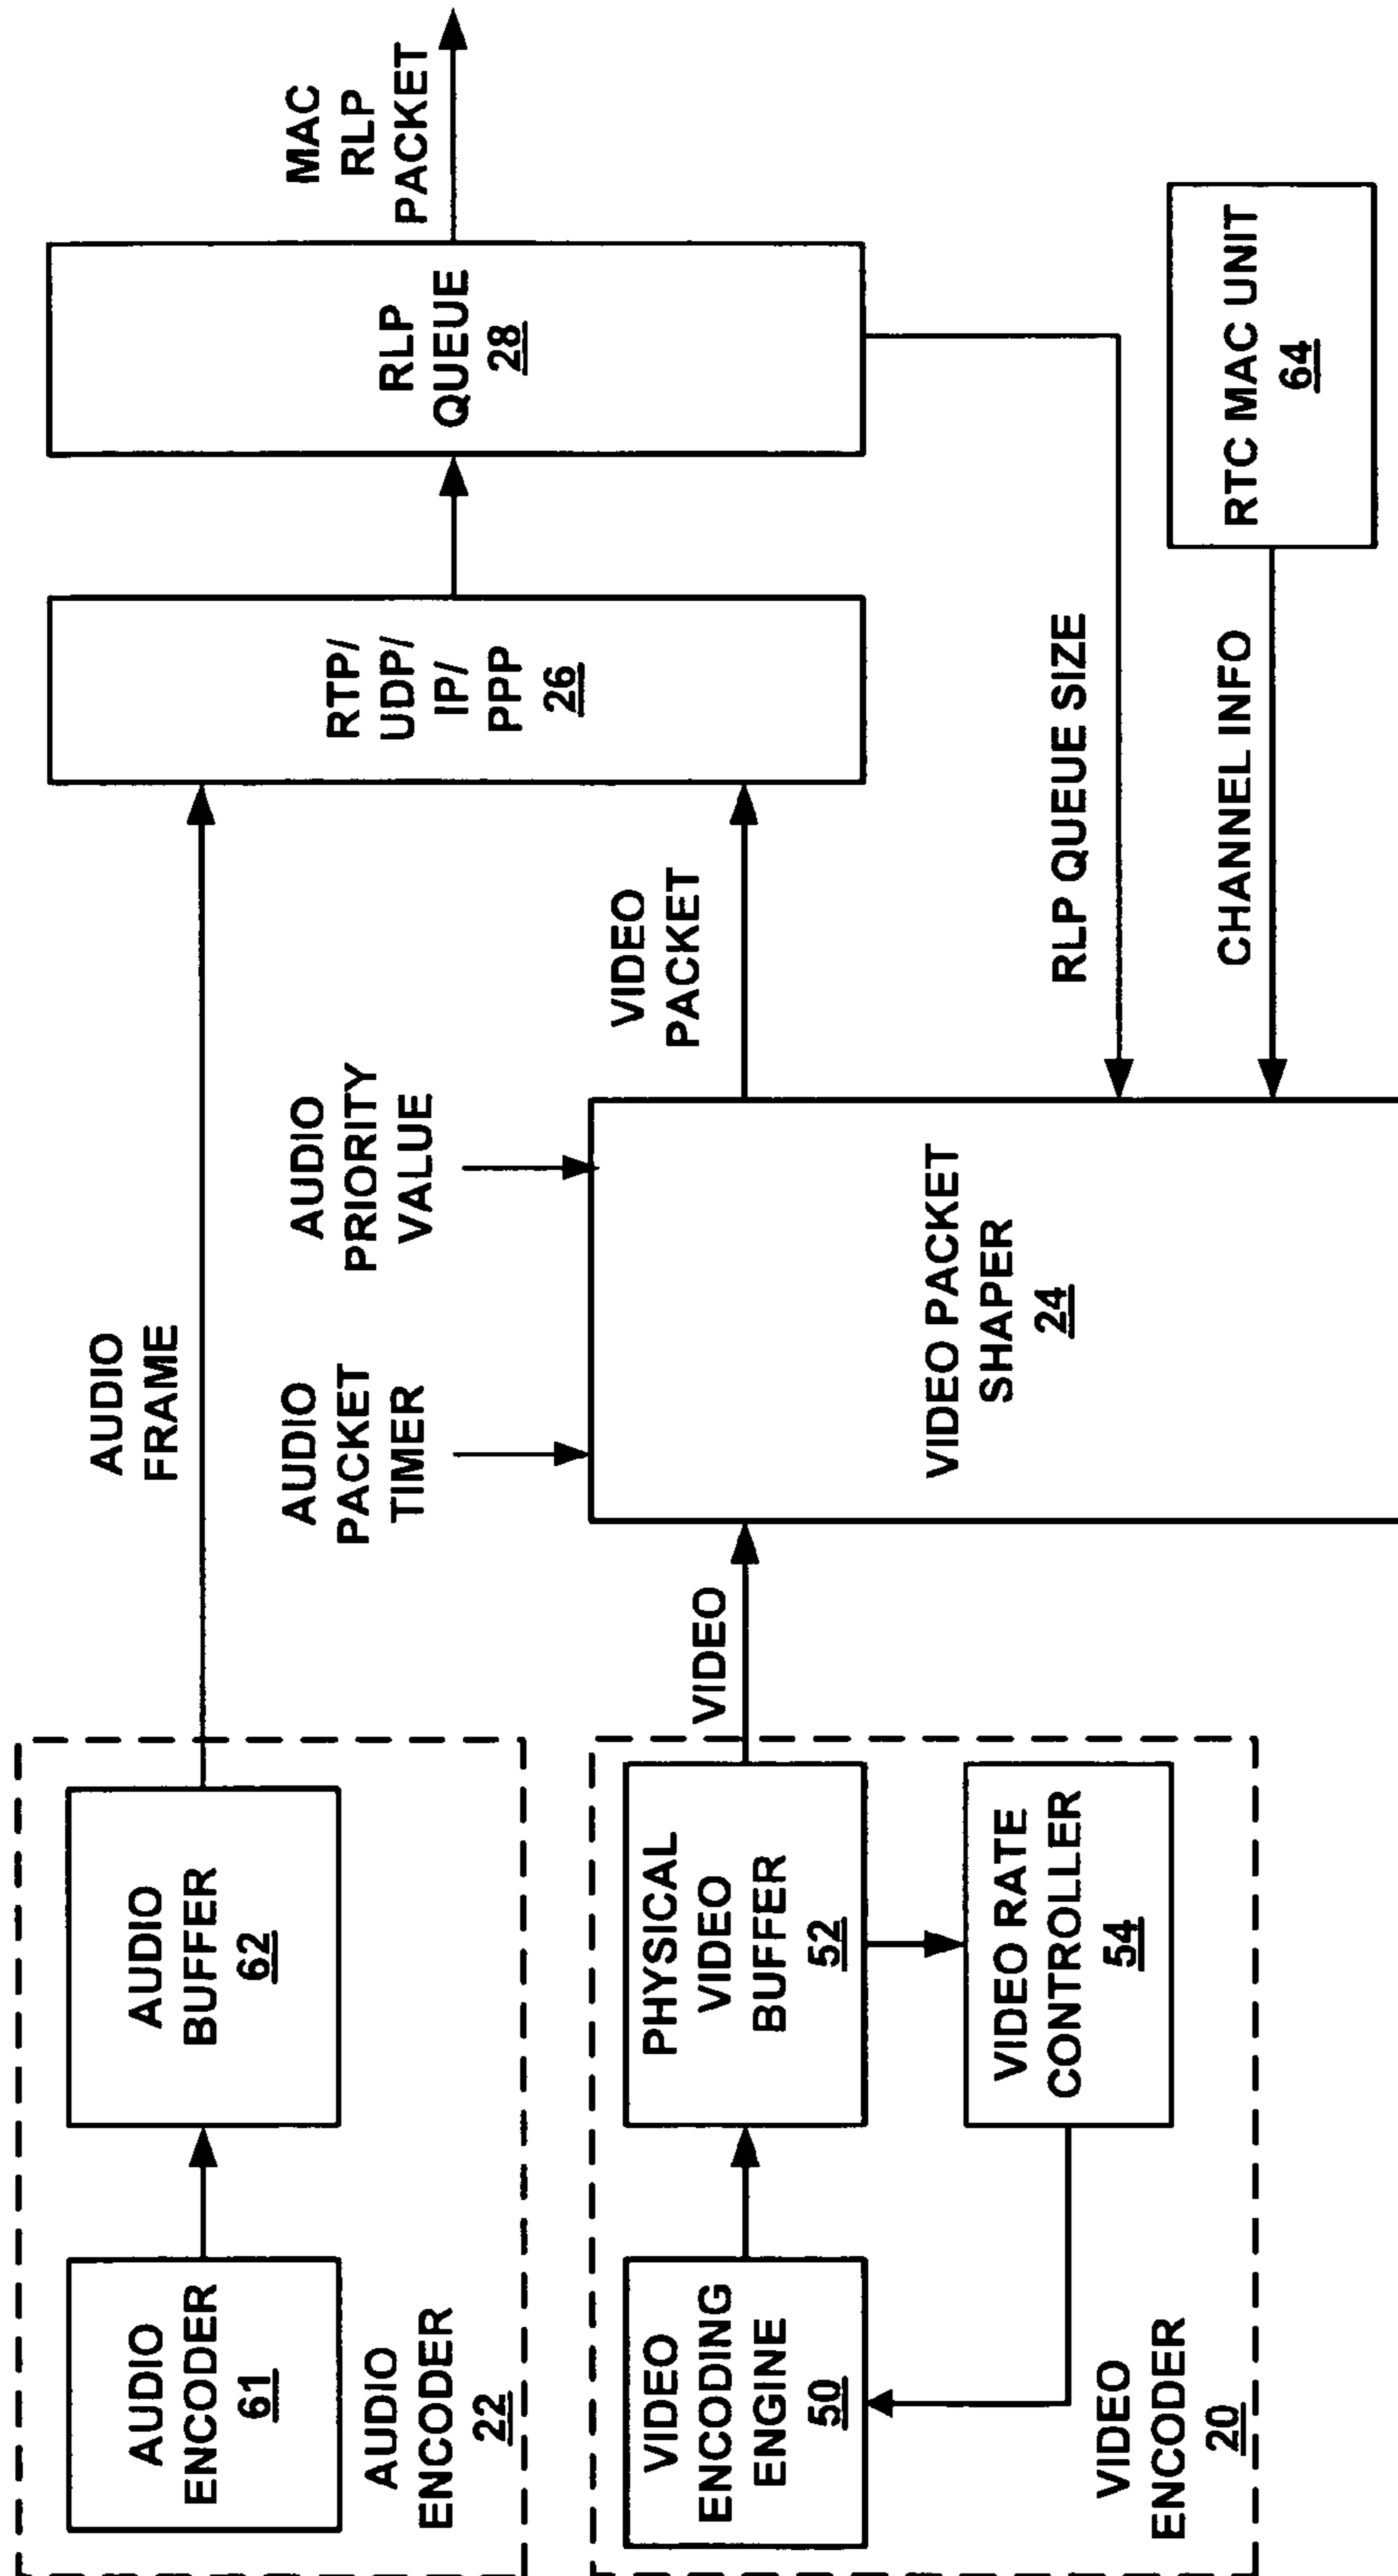 AUDIO
ENCODER
61
AUDIO
BUFFER
62
AUDIO
ENCODER
22
AUDIO
FRAME
VIDEO
ENCODING
ENGINE
50
PHYSICAL
VIDEO
BUFFER
52
VIDEO RATE
CONTROLLER
54
VIDEO
ENCODER
20
VIDEO
AUDIO
PACKET
TIMER
AUDIO
PRIORITY
VALUE
VIDEO PACKET
SHAPER
24
VIDEO
PACKET
RTP/
UDP/
IP/
PPP
26
RLP
QUEUE
28
MAC
RLP
PACKET
RLP QUEUE SIZE
CHANNEL INFO
RTC MAC UNIT
64